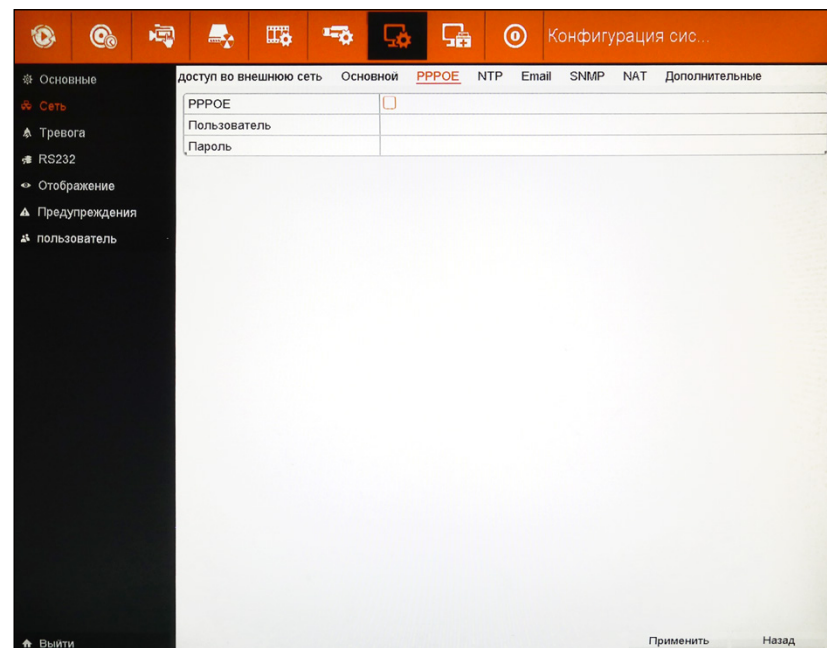 Конфигурация сис...
доступ во внешнюю сеть Основной PPPOE NTP Email SNMP NAT Дополнительные
Основные
Сеть
Тревога
RS232
Отображение
Предупреждения
пользователь
Выйти
PPPOE
Пользователь
Пароль
Применить Назад